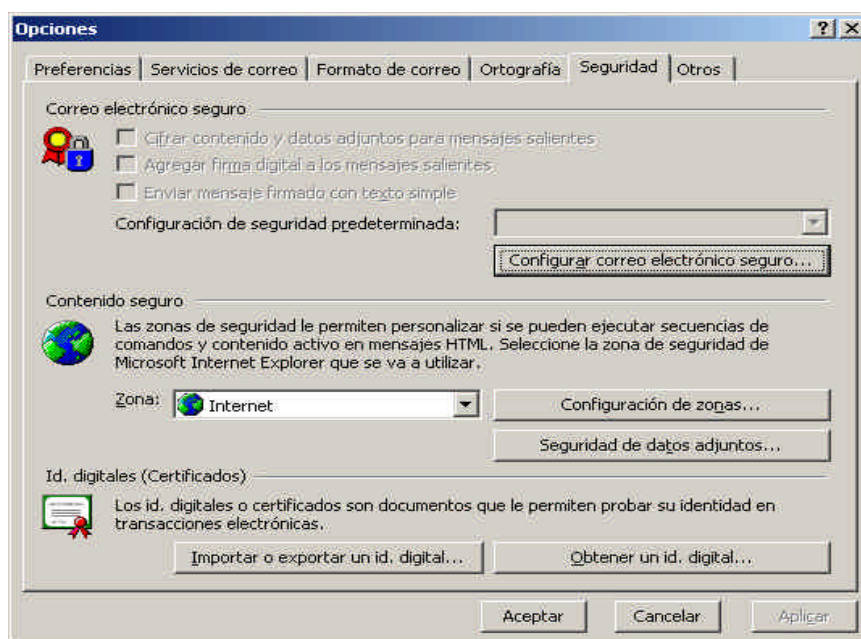 Opciones
Preferencias Servicios de correo Formato de correo Ortografía Seguridad Otros
Correo electrónico seguro
Cifrar contenido y datos adjuntos para mensajes salientes
Agregar firma digital a los mensajes salientes
Enviar mensaje firmado con texto simple
Configuración de seguridad predeterminada:
Configurar correo electrónico seguro...
Contenido seguro
Las zonas de seguridad le permiten personalizar si se pueden ejecutar secuencias de
comandos y contenido activo en mensajes HTML. Seleccione la zona de seguridad de
Microsoft Internet Explorer que se va a utilizar.
Zona: Internet Configuración de zonas...
Seguridad de datos adjuntos...
Id. digitales (Certificados)
Los id. digitales o certificados son documentos que le permiten probar su identidad en
transacciones electrónicas.
Importar o exportar un id. digital... Obtener un id. digital...
Aceptar Cancelar Aplicar